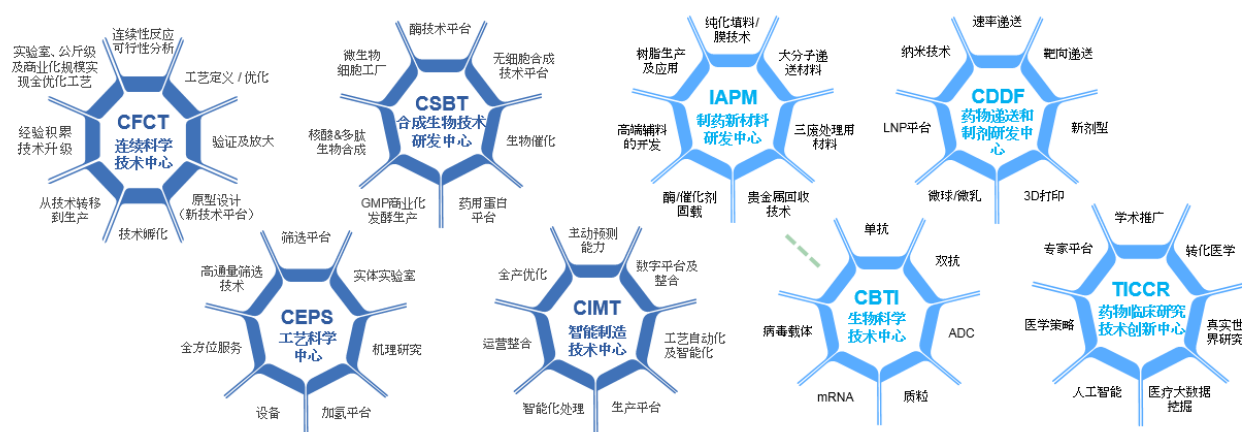 连续性反应
可行性分析
实验室、公斤级
及商业化规模实
现全优化工艺
工艺定义 / 优化
CFCT
连续科学
技术中心
经验积累
技术升级
验证及放大
从技术转移
到生产
原型设计
（新技术平台）
技术孵化
酶技术平台
微生物
细胞工厂
无细胞合成
技术平台
CSBT
合成生物技术
研发中心
核酸&多肽
生物合成
生物催化
GMP商业化
发酵生产
药用蛋白
平台
纯化填料/
膜技术
树脂生产
及应用
大分子递
送材料
IAPM
制药新材料
研发中心
高端辅料
的开发
三废处理用
材料
酶/催化剂
固载
贵金属回收
技术
速率递送
纳米技术
靶向递送
CDDF
药物递送和
制剂研发中
心
LNP平台
新剂型
微球/微乳
3D打印
筛选平台
高通量筛选
技术
实体实验室
CEPS
工艺科学
中心
全方位服务
机理研究
设备
加氢平台
主动预测
能力
全产优化
数字平台及
整合
CIMT
智能制造
技术中心
运营整合
工艺自动化
及智能化
智能化处理
生产平台
单抗
双抗
CBTI
生物科学
技术中心
病毒载体
ADC
mRNA
质粒
学术推广
专家平台
转化医学
TICCR
药物临床研究
技术创新中心
医学策略
真实世
界研究
人工智能
医疗大数据
挖掘